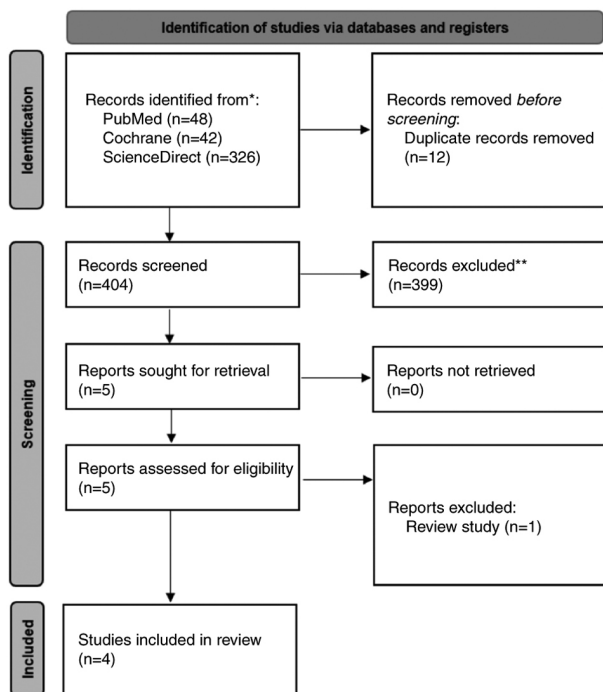 Identification of studies via databases and registers
Identification
Records identified from*:
PubMed (n=48)
Cochrane (n=42)
ScienceDirect (n=326)
Records removed before
screening:
Duplicate records removed
(n=12)
Screening
Records screened
(n=404)
Records excluded**
(n=399)
Reports sought for retrieval
(n=5)
Reports not retrieved
(n=0)
Reports assessed for eligibility
(n=5)
Reports excluded:
Review study (n=1)
Included
Studies included in review
(n=4)